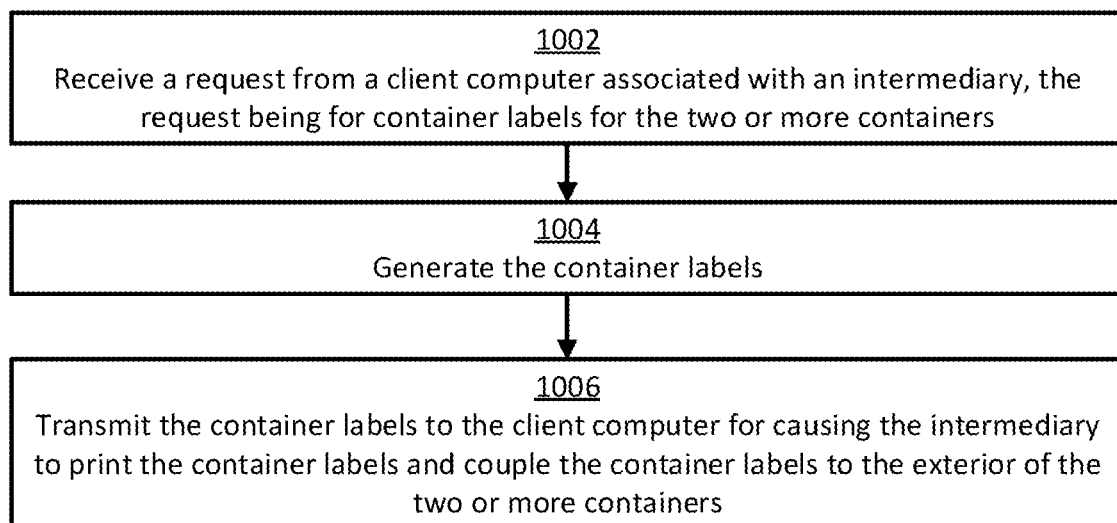 1002
Receive a request from a client computer associated with an intermediary, the
request being for container labels for the two or more containers
1004
Generate the container labels
1006
Transmit the container labels to the client computer for causing the intermediary
to print the container labels and couple the container labels to the exterior of the
two or more containers